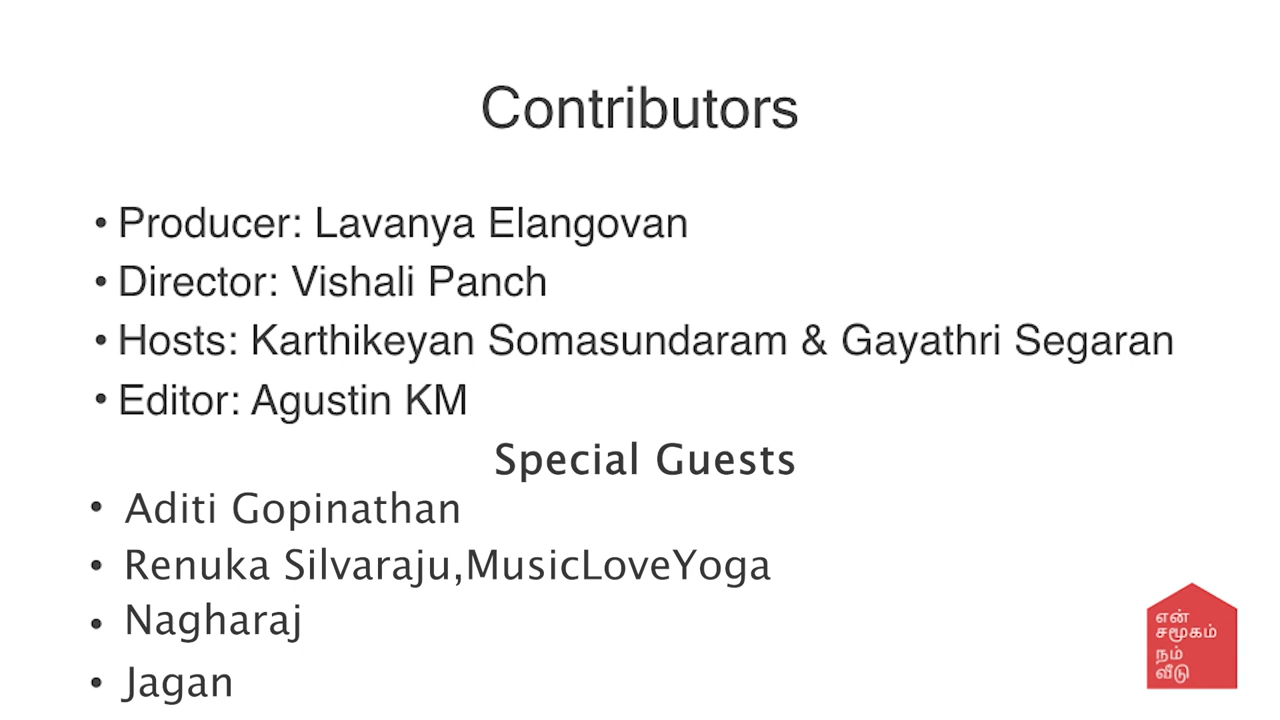 Contributors
• Producer: Lavanya Elangovan
• Director: Vishali Panch
• Hosts: Karthikeyan Somasundaram & Gayathri Segaran
• Editor: Agustin KM
Special Guests
• Aditi Gopinathan
• Renuka Silvaraju,MusicLoveYoga
• Nagharaj
• Jagan
என்
சமூகம்
நம்
வீடு